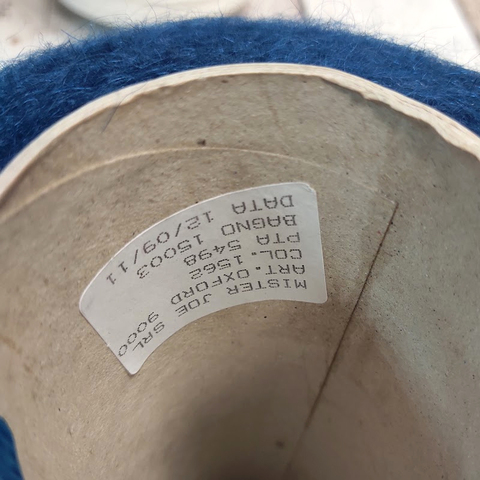 MISTER JOE SRL
ART. OXFORD 9000
COL. 1562
PTA 5498
BAGNO 15003
DATA 12/09/11